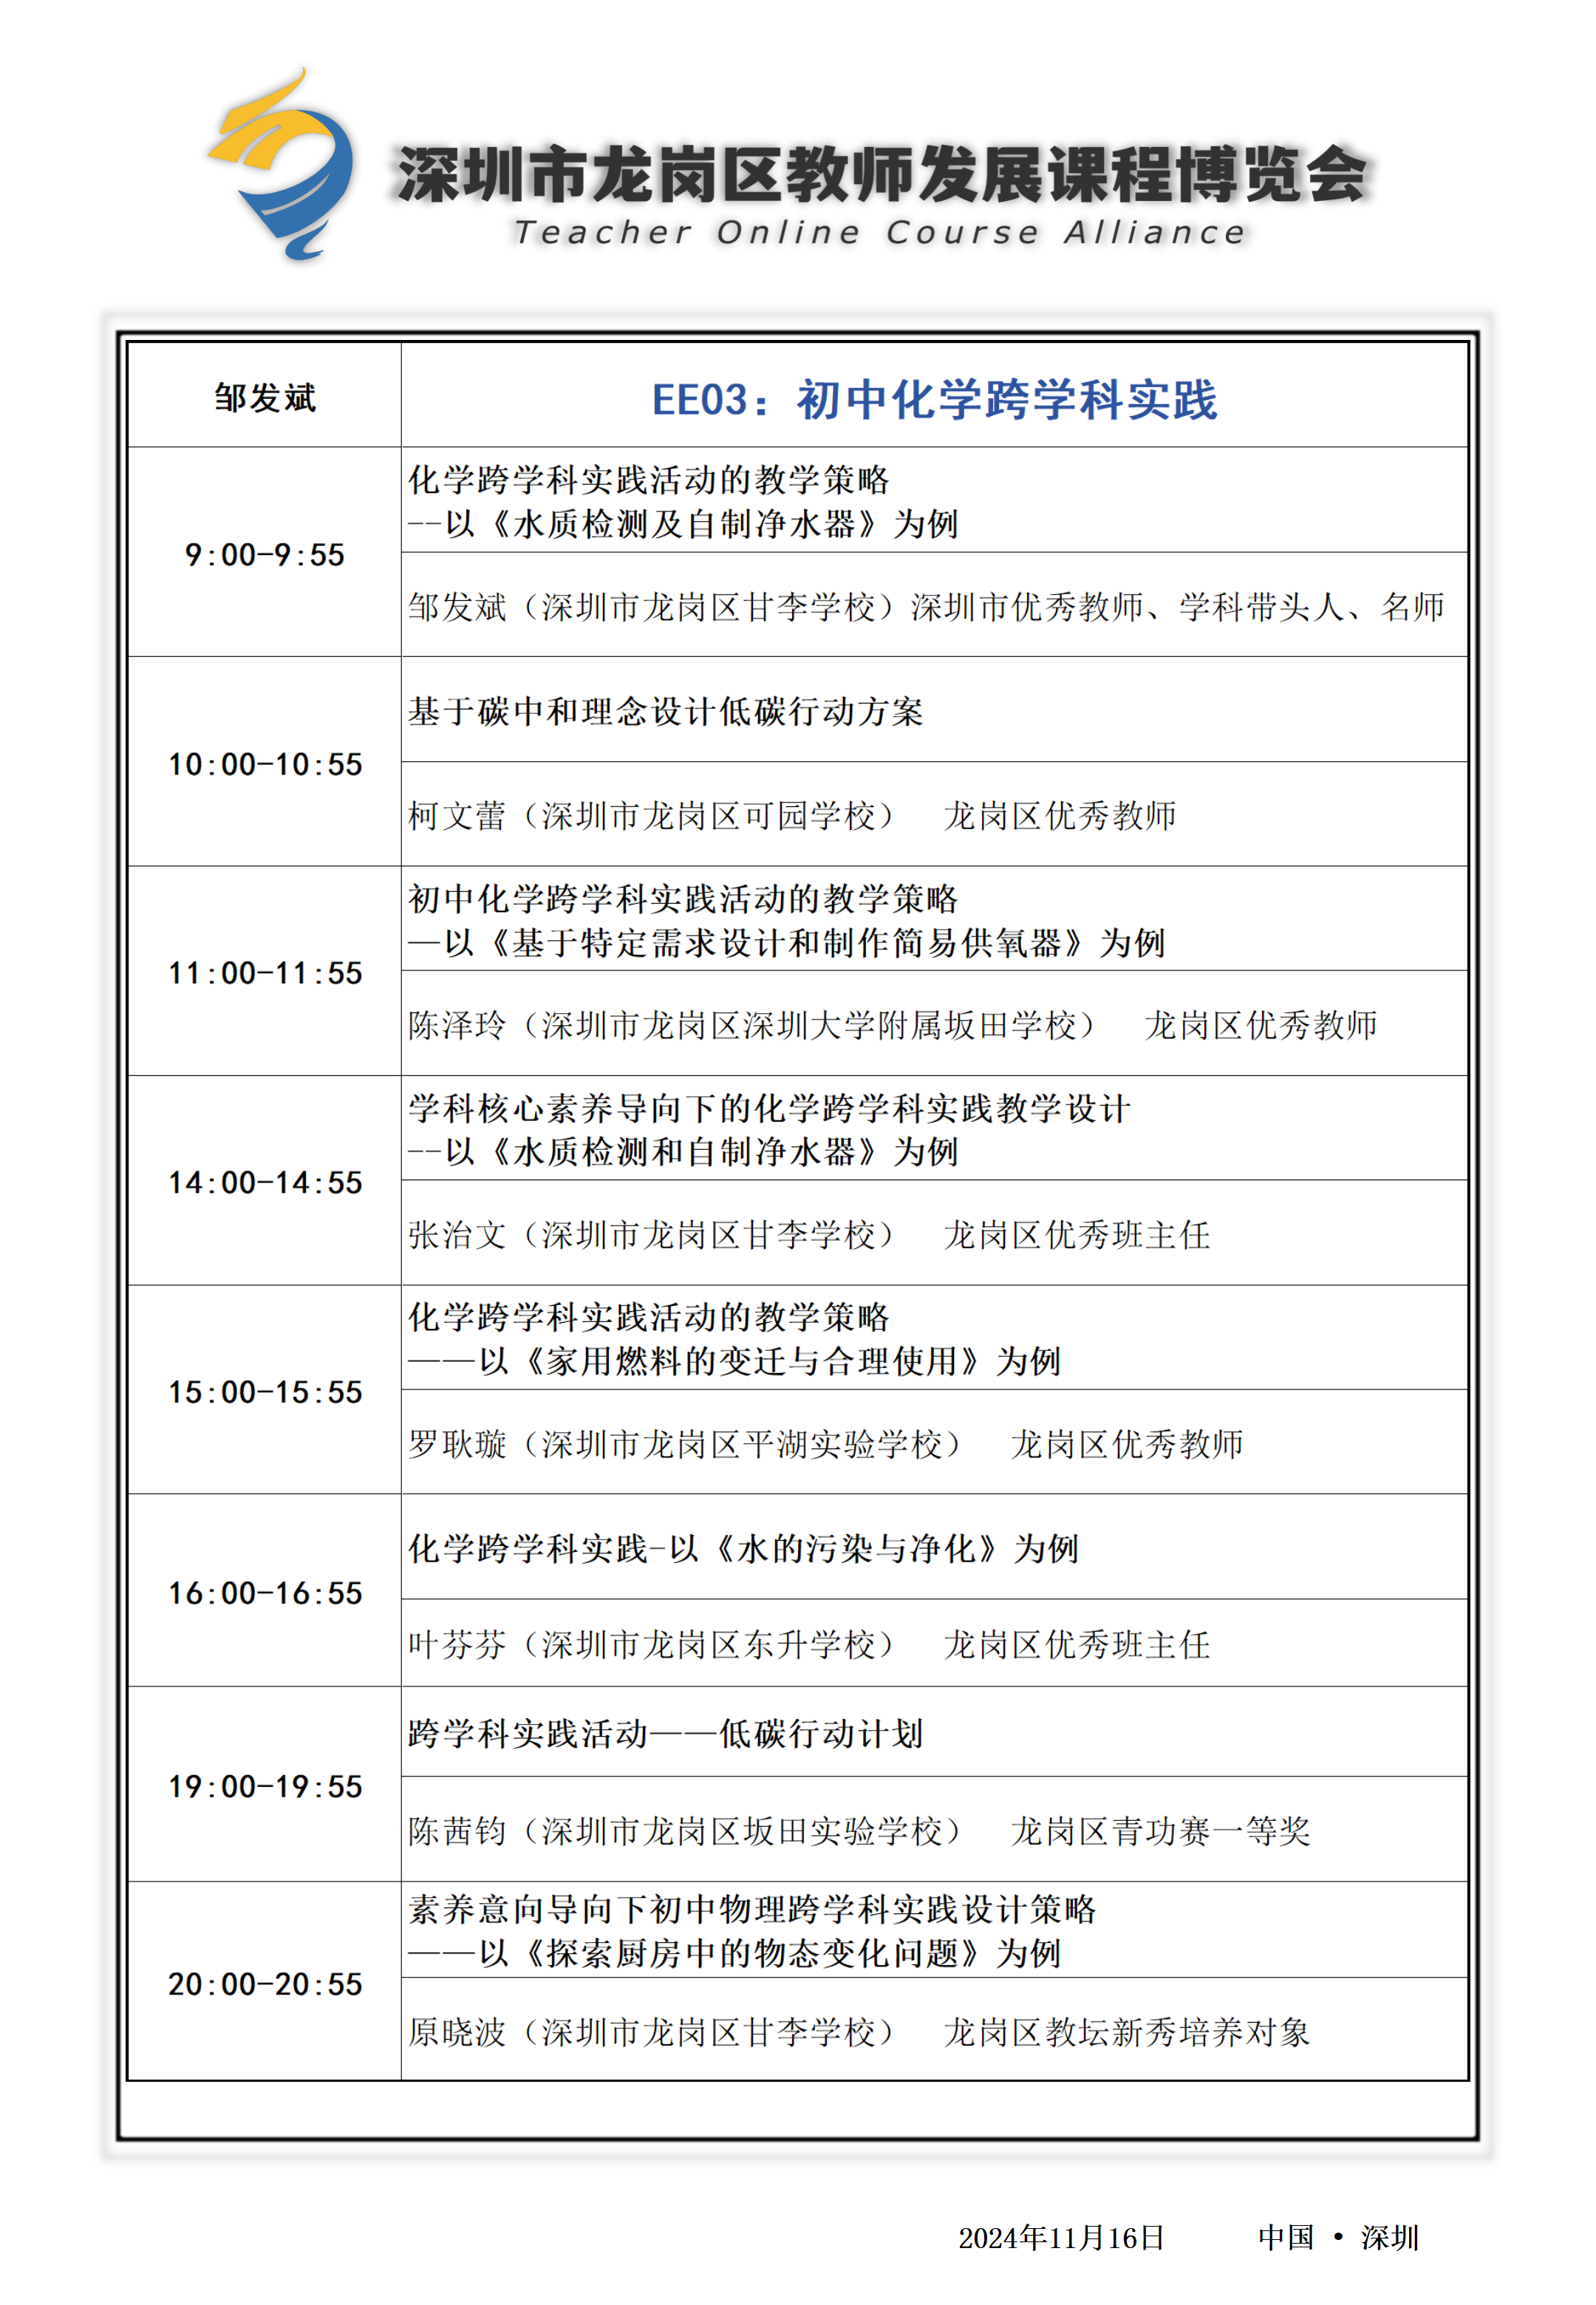 深圳市龙岗区教师发展课程博览会
Teacher Online Course Alliance
邹发斌
EE03：初中化学跨学科实践
9:00-9:55
化学跨学科实践活动的教学策略
--以《水质检测及自制净水器》为例
邹发斌（深圳市龙岗区甘李学校）深圳市优秀教师、学科带头人、名师
10:00-10:55
基于碳中和理念设计低碳行动方案
柯文蕾（深圳市龙岗区可园学校） 龙岗区优秀教师
11:00-11:55
初中化学跨学科实践活动的教学策略
—以《基于特定需求设计和制作简易供氧器》为例
陈泽玲（深圳市龙岗区深圳大学附属坂田学校） 龙岗区优秀教师
14:00-14:55
学科核心素养导向下的化学跨学科实践教学设计
--以《水质检测和自制净水器》为例
张治文（深圳市龙岗区甘李学校） 龙岗区优秀班主任
15:00-15:55
化学跨学科实践活动的教学策略
——以《家用燃料的变迁与合理使用》为例
罗耿璇（深圳市龙岗区平湖实验学校） 龙岗区优秀教师
16:00-16:55
化学跨学科实践-以《水的污染与净化》为例
叶芬芬（深圳市龙岗区东升学校） 龙岗区优秀班主任
19:00-19:55
跨学科实践活动——低碳行动计划
陈茜钧（深圳市龙岗区坂田实验学校） 龙岗区青功赛一等奖
20:00-20:55
素养意向导向下初中物理跨学科实践设计策略
——以《探索厨房中的物态变化问题》为例
原晓波（深圳市龙岗区甘李学校） 龙岗区教坛新秀培养对象
2024年11月16日 中国 • 深圳